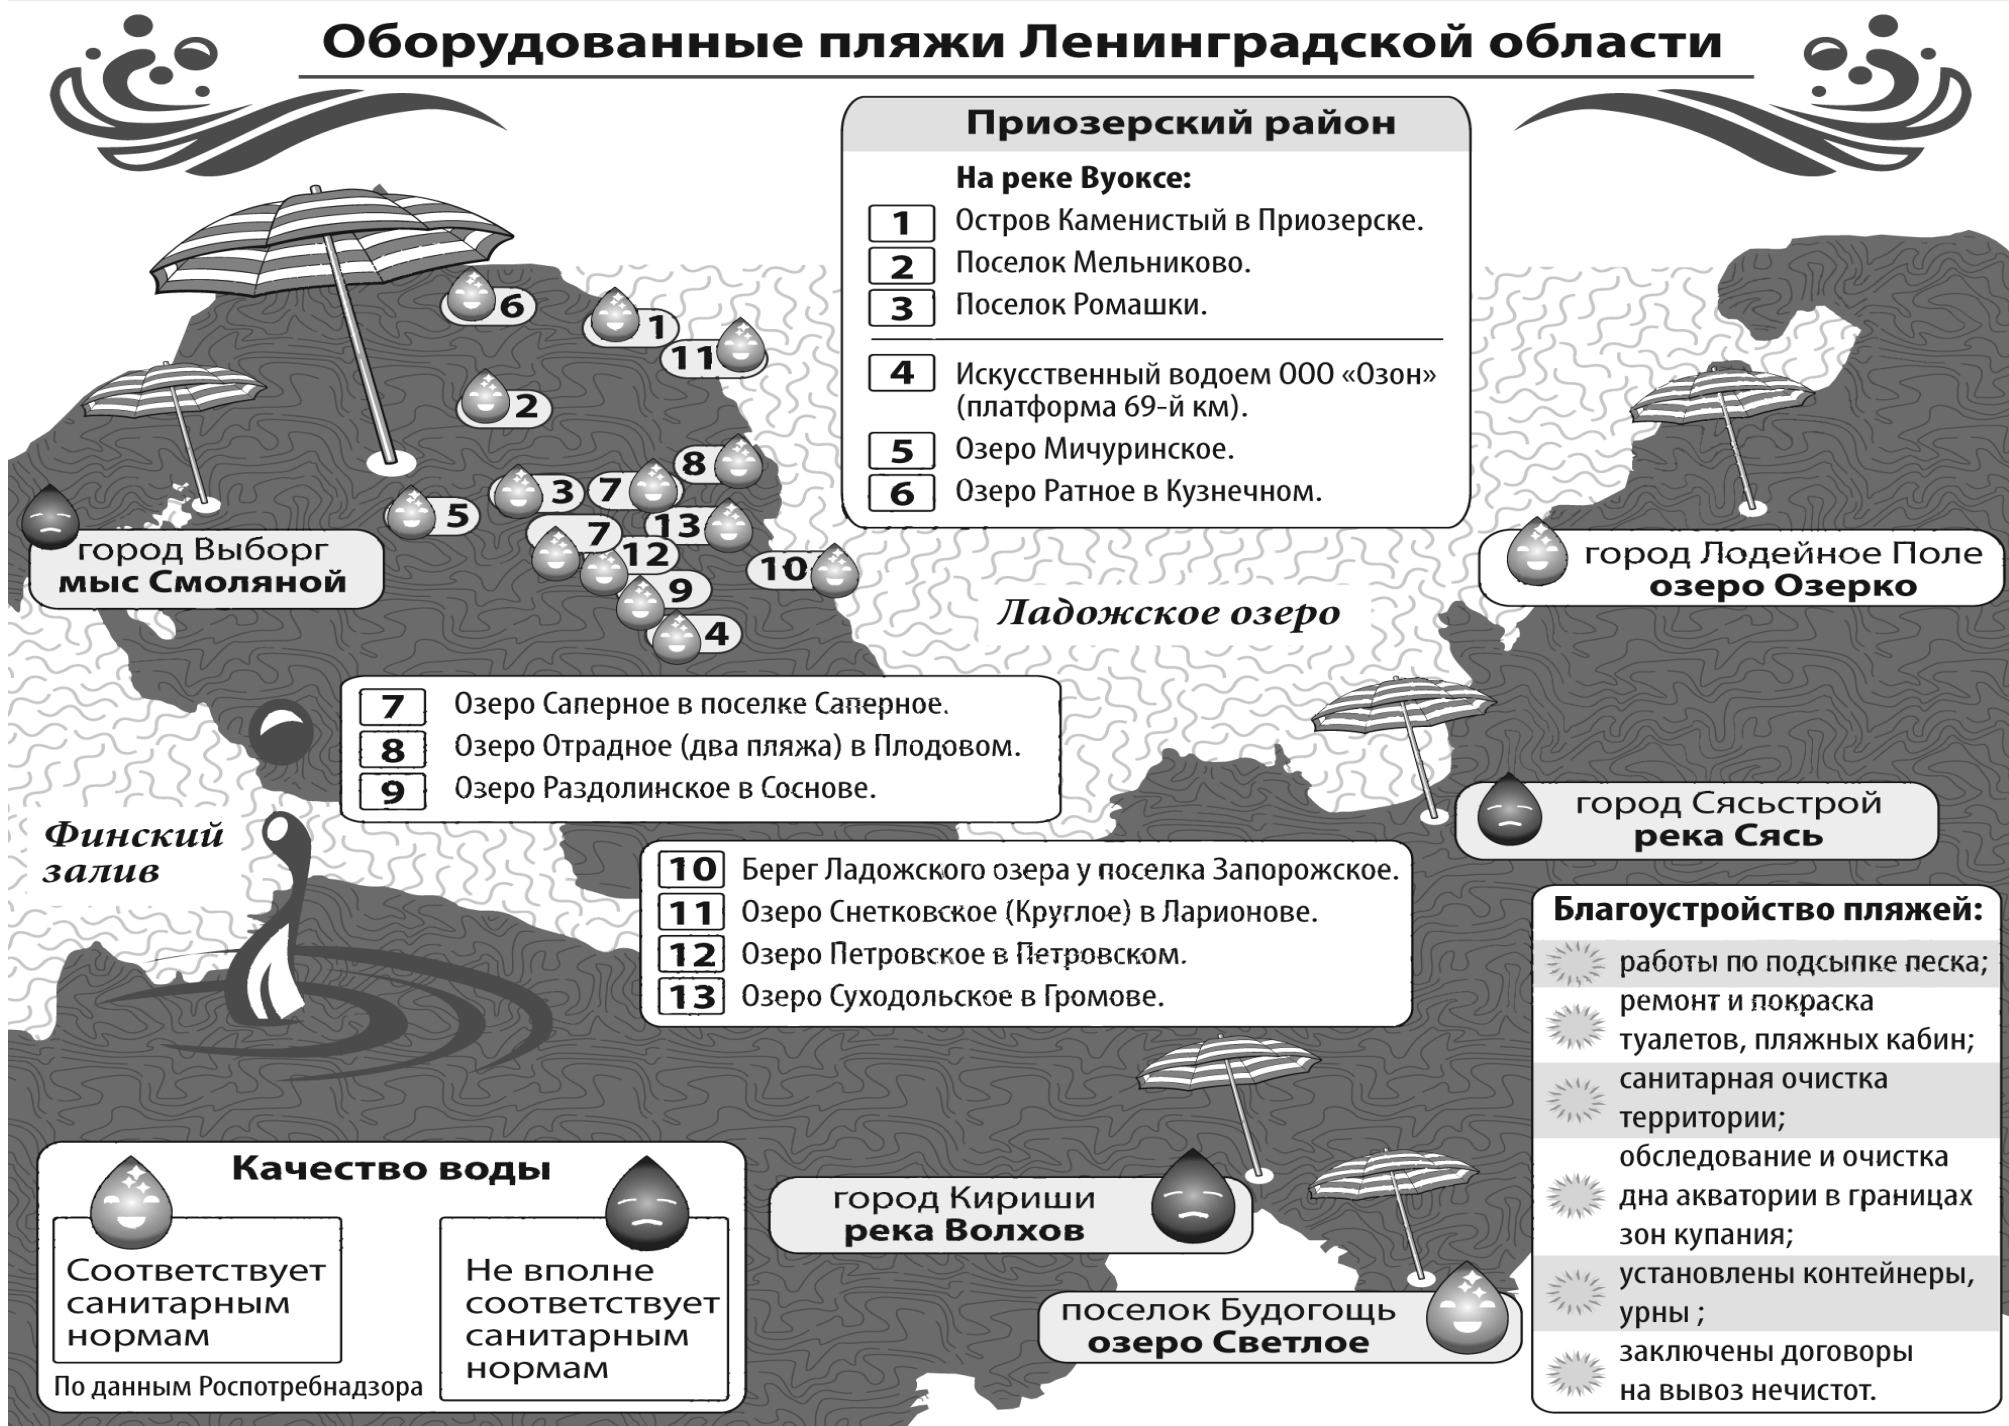 Оборудованные пляжи Ленинградской области
Приозерский район
На реке Вуоксе:
1 Остров Каменистый в Приозерске.
2 Поселок Мельниково.
3 Поселок Ромашки.
4 Искусственный водоем ООО «Озон»
(платформа 69-й км).
5 Озеро Мичуринское.
6 Озеро Ратное в Кузнечном.
6
1
11
2
8
3
7
5
7
13
12
10
9
4
город Выборг
мыс Смоляной
Ладожское озеро
город Лодейное Поле
озеро Озерко
7 Озеро Саперное в поселке Саперное.
8 Озеро Отрадное (два пляжа) в Плодовом.
9 Озеро Раздолинское в Соснове.
Финский
залив
город Сясьстрой
река Сясь
10 Берег Ладожского озера у поселка Запорожское.
11 Озеро Снетковское (Круглое) в Ларионове.
12 Озеро Петровское в Петровском.
13 Озеро Суходольское в Громове.
Благоустройство пляжей:
работы по подсыпке песка;
ремонт и покраска
туалетов, пляжных кабин;
санитарная очистка
территории;
обследование и очистка
дна акватории в границах
зон купания;
установлены контейнеры,
урны ;
заключены договоры
на вывоз нечистот.
город Кириши
река Волхов
поселок Будогощь
озеро Светлое
Качество воды
Соответствует
санитарным
нормам
Не вполне
соответствует
санитарным
нормам
По данным Роспотребнадзора